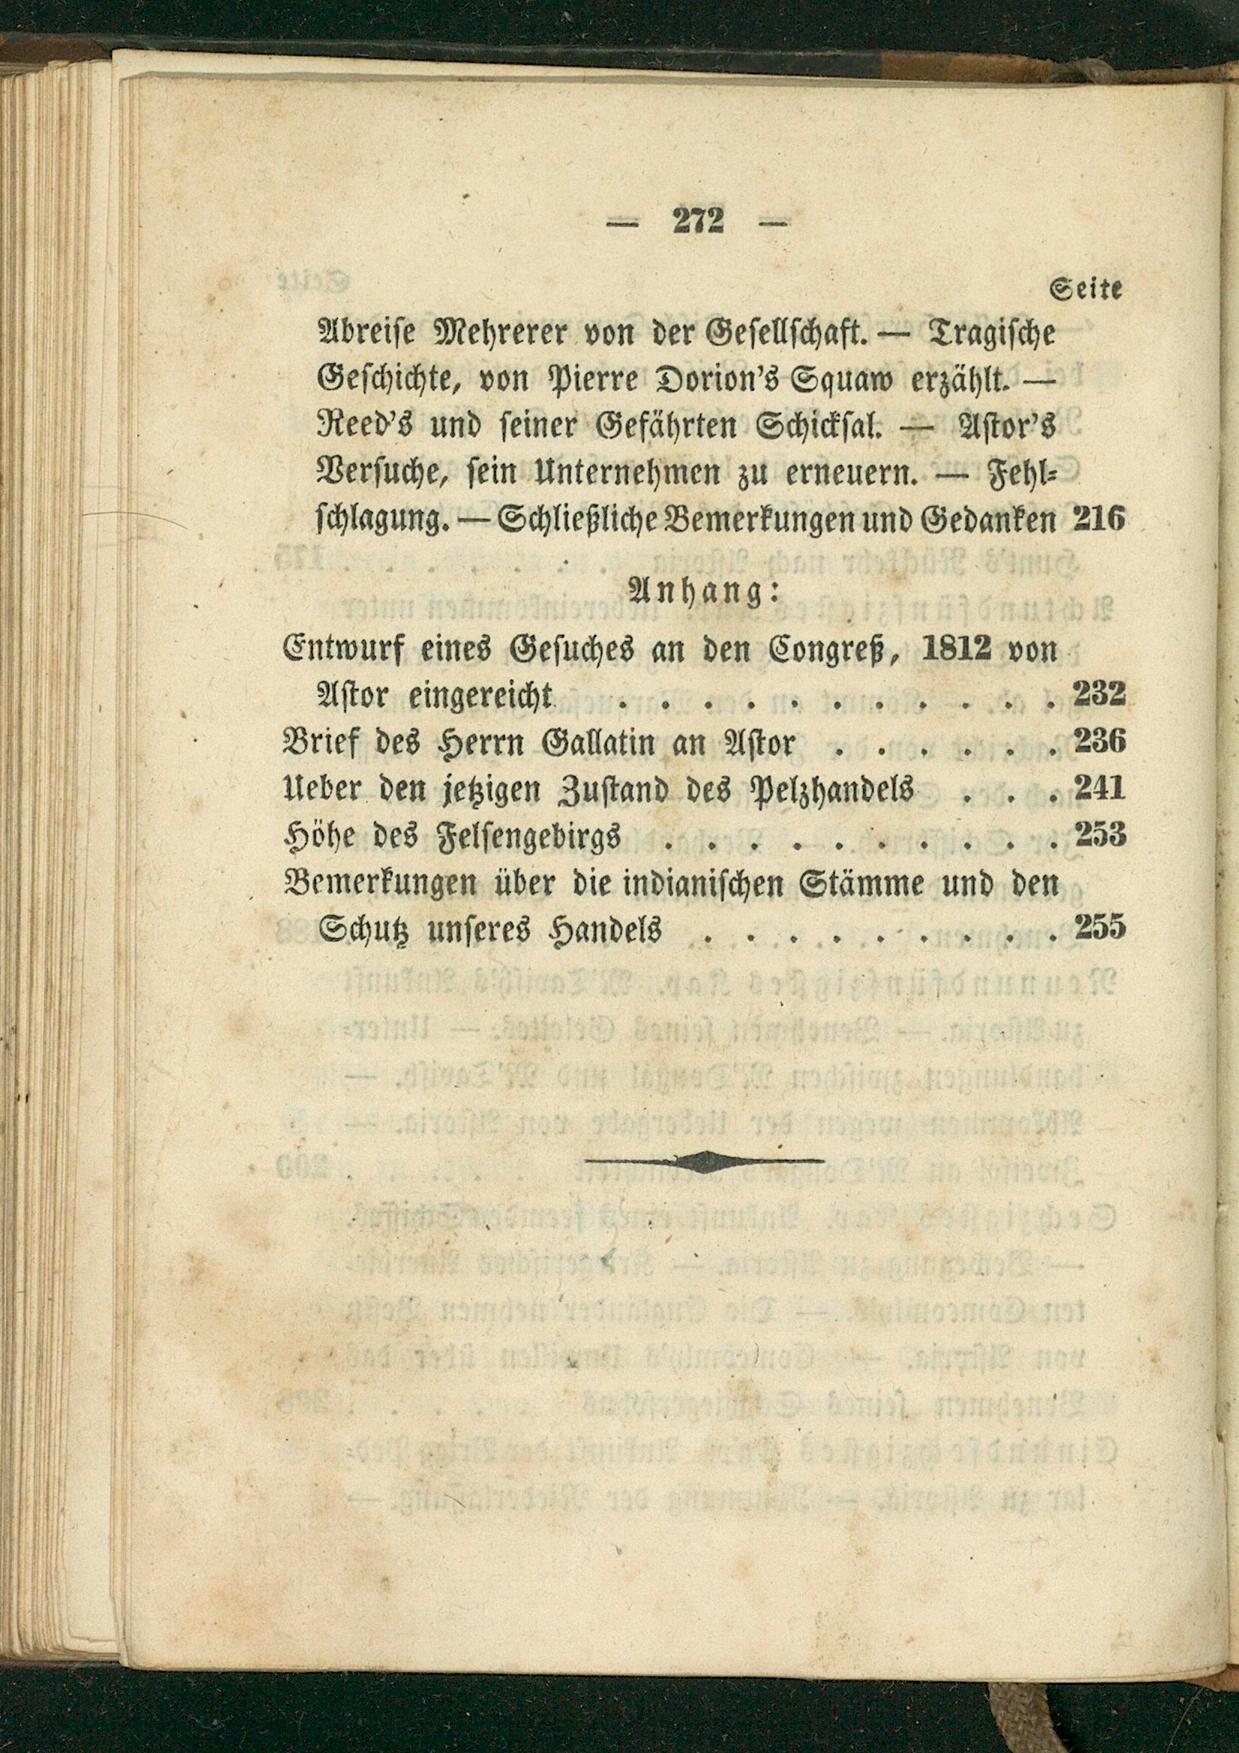 — 272 —
Seite
Abreise Mehrerer von der Gesellschaft. — Tragische
Geschichte, von Pierre Dorion's Squaw erzählt. —
Reed's und seiner Gefährten Schicksal. — Astor's
Versuche, sein Unternehmen zu erneuern. — Fehl-
schlagung. — Schließliche Bemerkungen und Gedanken 216
Anhang:
Entwurf eines Gesuches an den Congreß, 1812 von
Astor eingereicht . . . . . . . . . . . 232
Brief des Herrn Gallatin an Astor . . . . . . 236
Ueber den jetzigen Zustand des Pelzhandels . . . 241
Höhe des Felsengebirgs . . . . . . . . . . 253
Bemerkungen über die indianischen Stämme und den
Schutz unseres Handels . . . . . . . . . 255